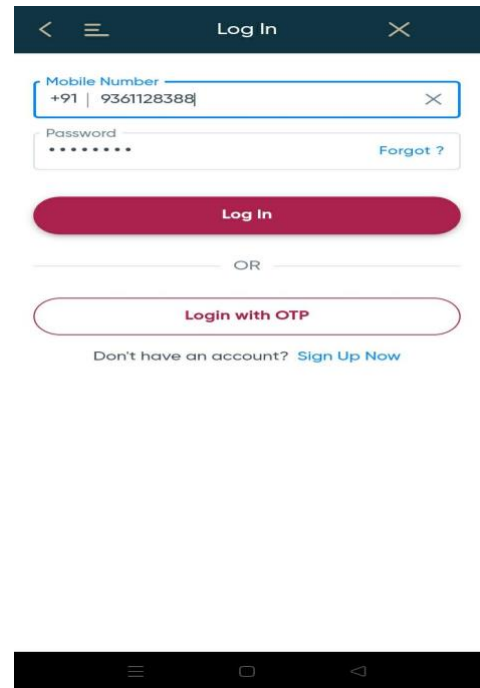 Log In
Mobile Number
+91 | 9361128388
Password
•••••••• Forgot ?
Log In
OR
Login with OTP
Don't have an account? Sign Up Now